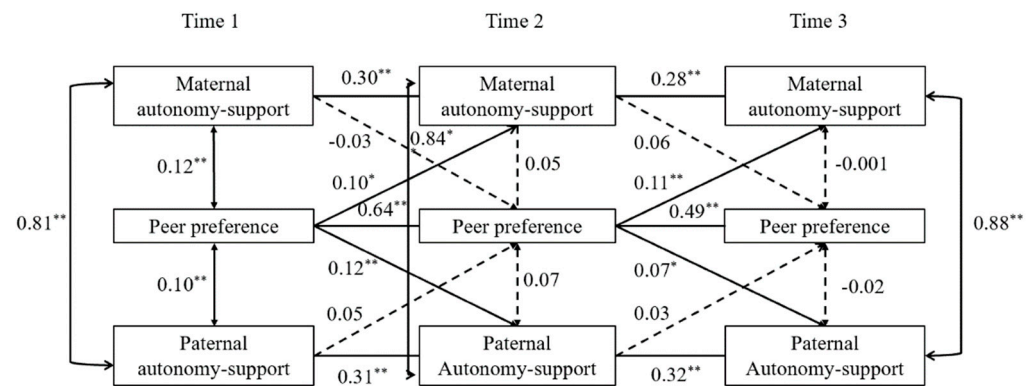 Time 1 Time 2 Time 3
Maternal autonomy-support
0.30**
Maternal autonomy-support
0.28**
Maternal autonomy-support
-0.03
0.84*
*
0.06
0.12**
0.10*
0.05
0.11**
-0.001
0.81**
Peer preference
0.64**
Peer preference
0.49**
Peer preference
0.88**
0.10**
0.12**
0.07
0.07*
-0.02
0.05
0.03
Paternal autonomy-support
0.31**
Paternal Autonomy-support
0.32**
Paternal Autonomy-support